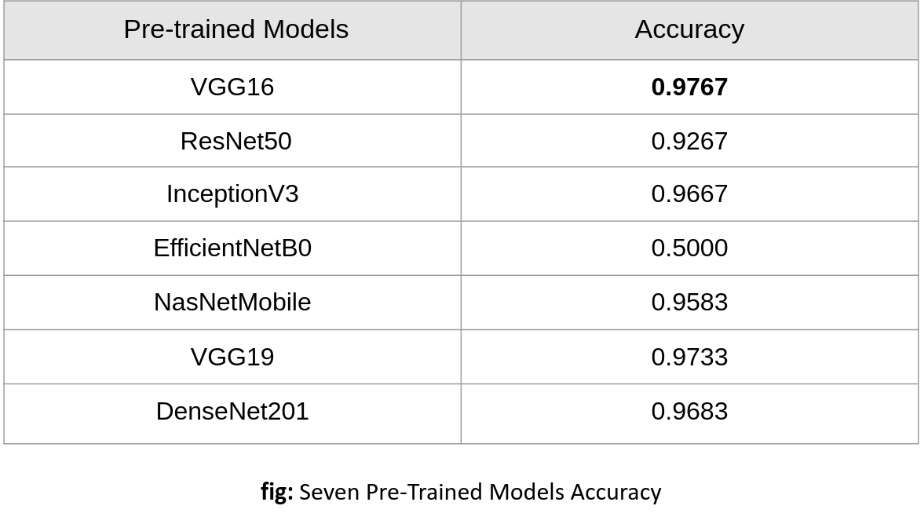 Pre-trained Models Accuracy
VGG16 0.9767
ResNet50 0.9267
InceptionV3 0.9667
EfficientNetB0 0.5000
NasNetMobile 0.9583
VGG19 0.9733
DenseNet201 0.9683
fig: Seven Pre-Trained Models Accuracy